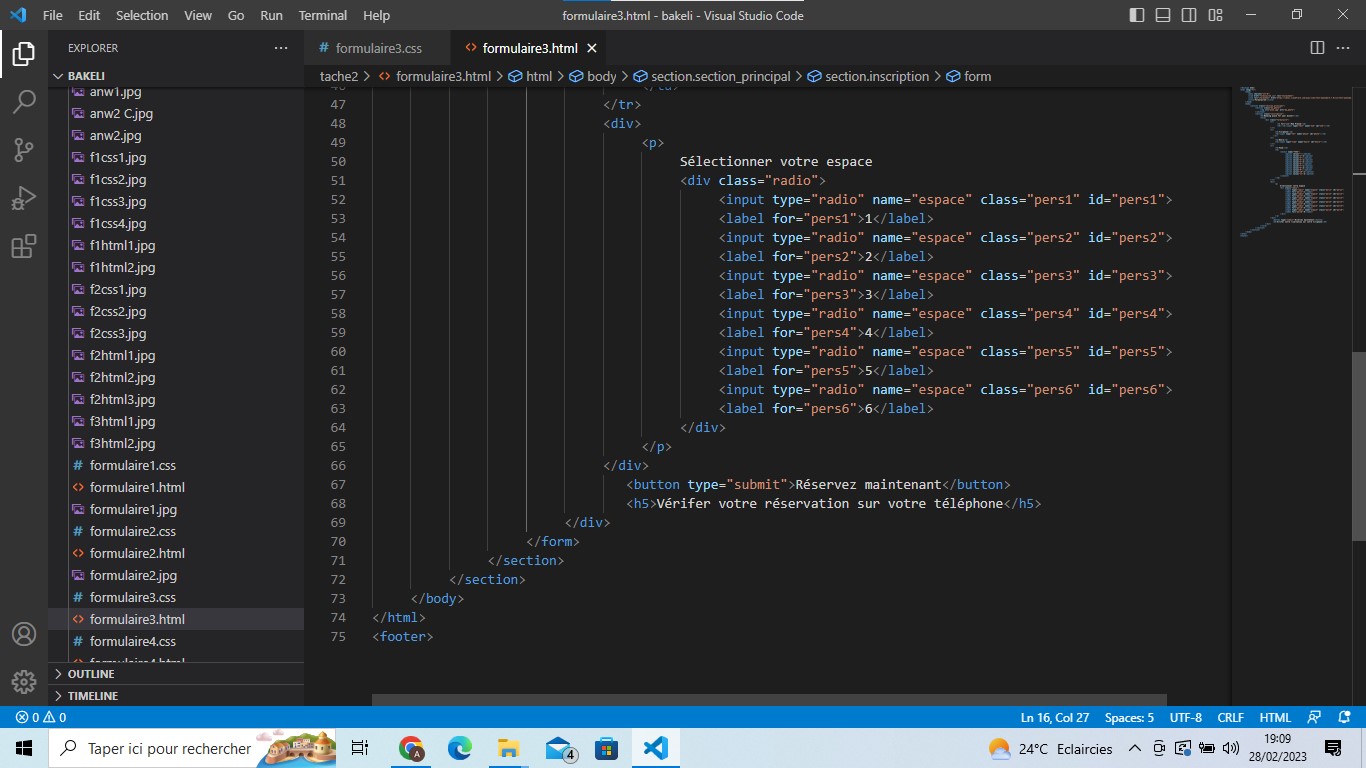 File Edit Selection View Go Run Terminal Help formulaire3.html - bakeli - Visual Studio Code
EXPLORER
BAKELI
anw1.jpg
anw2 C.jpg
anw2.jpg
f1css1.jpg
f1css2.jpg
f1css3.jpg
f1css4.jpg
f1html1.jpg
f1html2.jpg
f2css1.jpg
f2css2.jpg
f2css3.jpg
f2html1.jpg
f2html2.jpg
f2html3.jpg
f3html1.jpg
f3html2.jpg
# formulaire1.css
<> formulaire1.html
formulaire1.jpg
# formulaire2.css
<> formulaire2.html
formulaire2.jpg
# formulaire3.css
<> formulaire3.html
# formulaire4.css
<> formulaire4.html
OUTLINE
TIMELINE
# formulaire3.css <> formulaire3.html
tache2 > <> formulaire3.html > html > body > section.section_principal > section.inscription > form
46 </td>
47 </tr>
48 <div>
49 <p>
50 Sélectionner votre espace
51 <div class="radio">
52 <input type="radio" name="espace" class="pers1" id="pers1">
53 <label for="pers1">1</label>
54 <input type="radio" name="espace" class="pers2" id="pers2">
55 <label for="pers2">2</label>
56 <input type="radio" name="espace" class="pers3" id="pers3">
57 <label for="pers3">3</label>
58 <input type="radio" name="espace" class="pers4" id="pers4">
59 <label for="pers4">4</label>
60 <input type="radio" name="espace" class="pers5" id="pers5">
61 <label for="pers5">5</label>
62 <input type="radio" name="espace" class="pers6" id="pers6">
63 <label for="pers6">6</label>
64 </div>
65 </p>
66 </div>
67 <button type="submit">Réservez maintenant</button>
68 <h5>Vérifer votre réservation sur votre téléphone</h5>
69 </div>
70 </form>
71 </section>
72 </section>
73 </body>
74 </html>
75 <footer>
0 0 Ln 16, Col 27 Spaces: 5 UTF-8 CRLF HTML
Taper ici pour rechercher A 4 24°C Eclaircies 19:09
28/02/2023